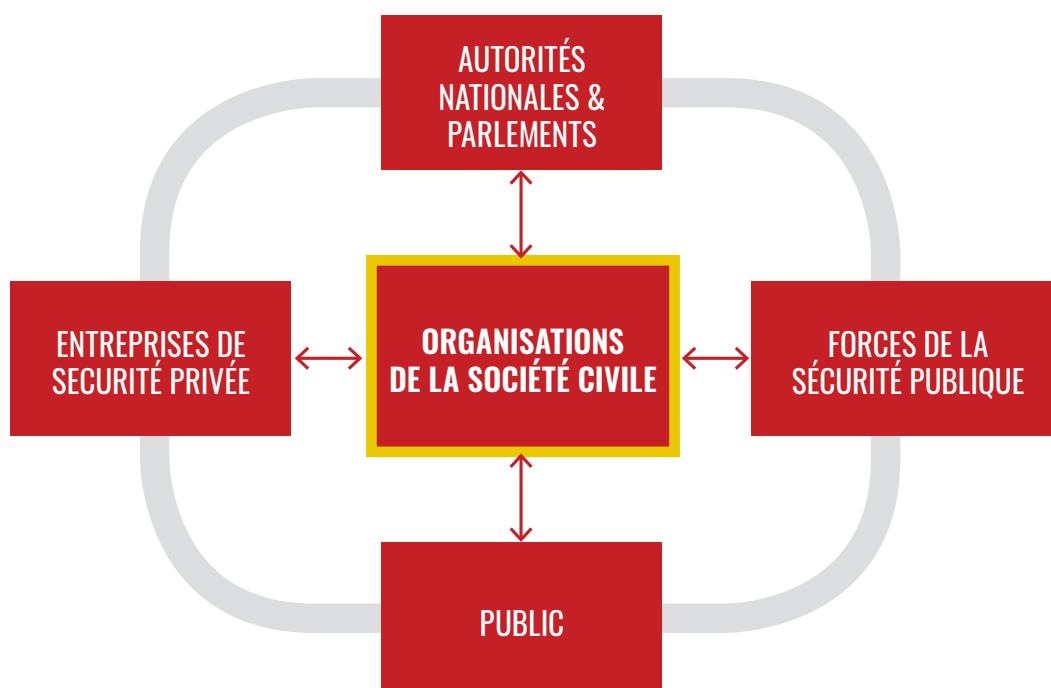 AUTORITÉS
NATIONALES &
PARLEMENTS
ENTREPRISES DE
SECURITÉ PRIVÉE
ORGANISATIONS
DE LA SOCIÉTÉ CIVILE
FORCES DE LA
SÉCURITÉ PUBLIQUE
PUBLIC